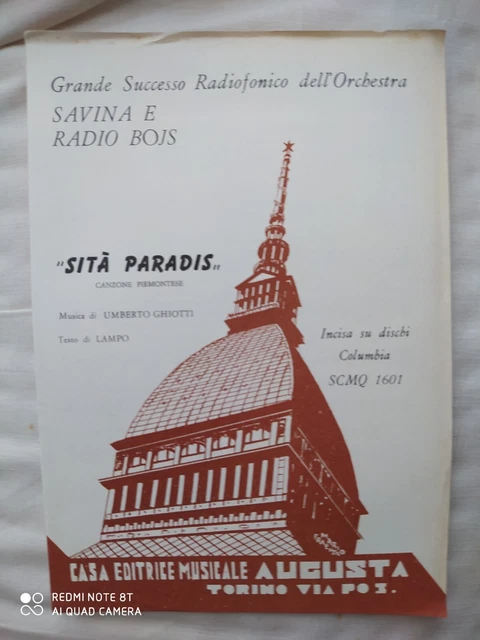 Grande Successo Radiofonico dell'Orchestra
SAVINA E
RADIO BOJS
"SITÀ PARADIS"
CANZONE PIEMONTESE
Musica di UMBERTO GHIOTTI
Testo di LAMPO
Incisa su dischi
Columbia
SCMQ 1601
CASA EDITRICE MUSICALE AUGUSTA
TORINO VIA PO 3.
REDMI NOTE 8T
AI QUAD CAMERA